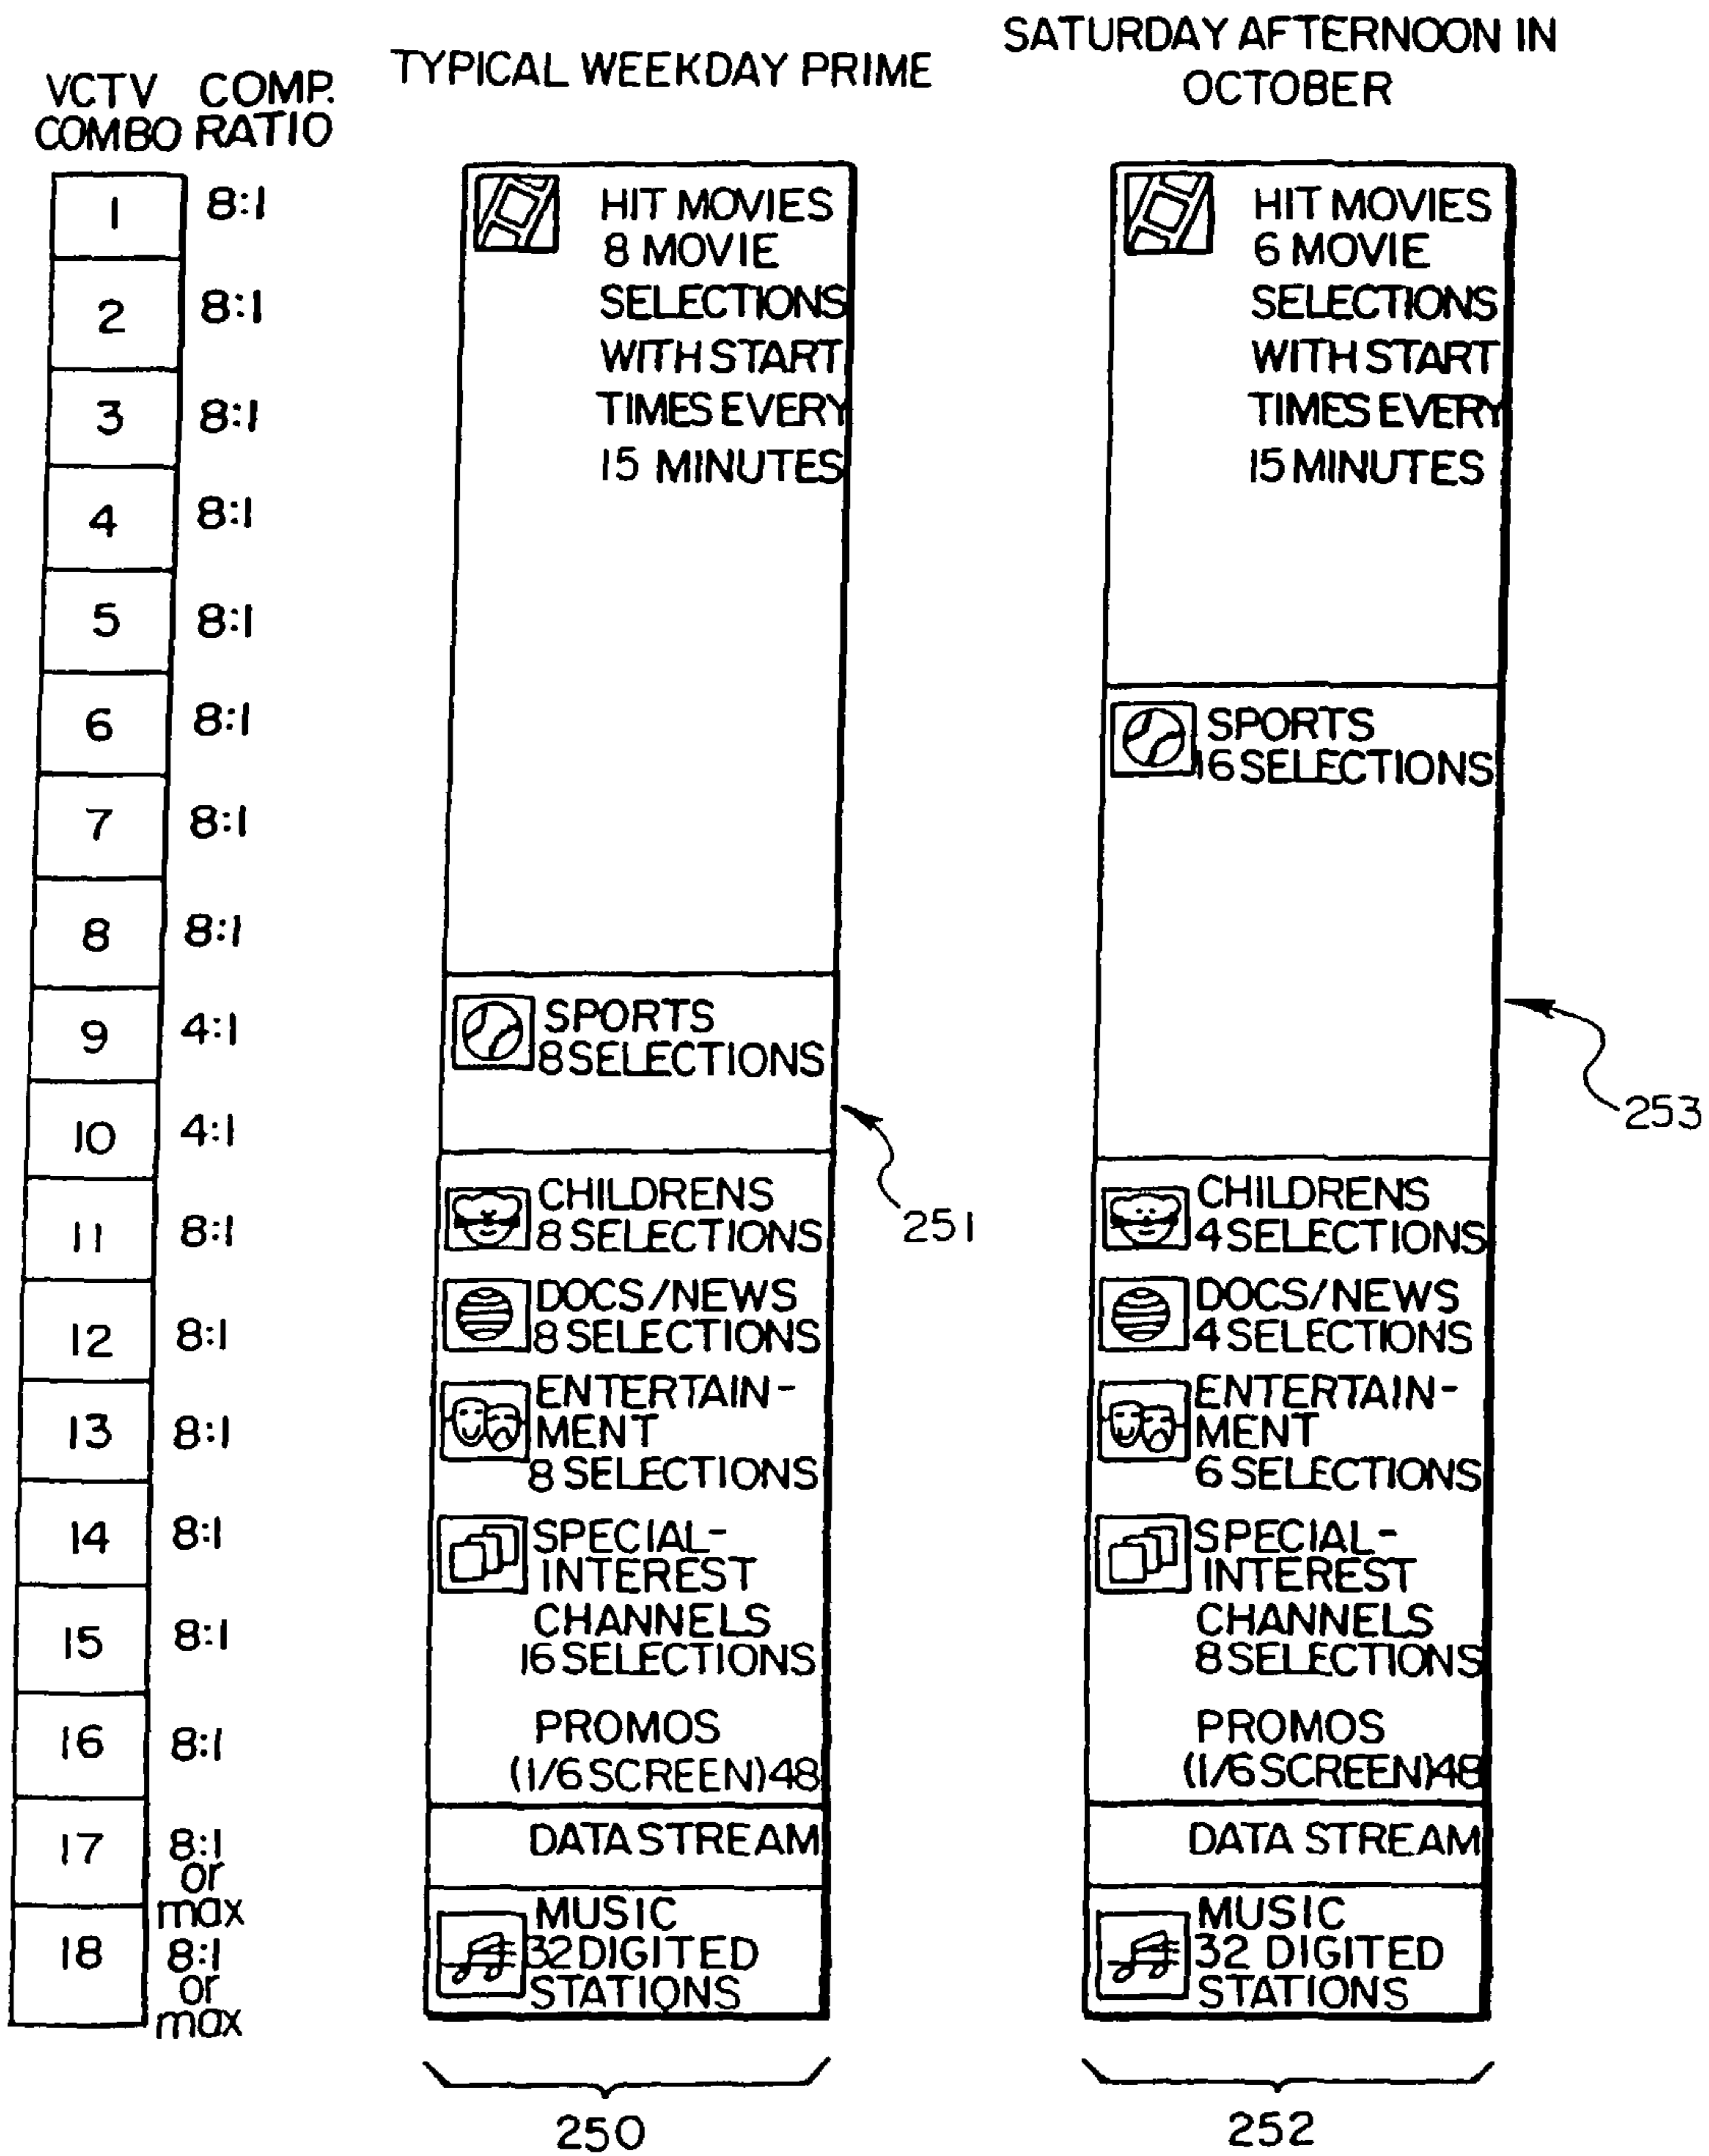 VCTV COMBO
COMP. RATIO
1 8:1
2 8:1
3 8:1
4 8:1
5 8:1
6 8:1
7 8:1
8 8:1
9 4:1
10 4:1
11 8:1
12 8:1
13 8:1
14 8:1
15 8:1
16 8:1
17 8:1
or
max
18 8:1
or
max
TYPICAL WEEKDAY PRIME
HIT MOVIES
8 MOVIE
SELECTIONS
WITH START
TIMES EVERY
15 MINUTES
SPORTS
8 SELECTIONS
251
CHILDRENS
8 SELECTIONS
DOCS/NEWS
8 SELECTIONS
ENTERTAIN-
MENT
8 SELECTIONS
SPECIAL-
INTEREST
CHANNELS
16 SELECTIONS
PROMOS
(1/6 SCREEN) 48
DATA STREAM
MUSIC
32 DIGITED
STATIONS
250
SATURDAY AFTERNOON IN
OCTOBER
HIT MOVIES
6 MOVIE
SELECTIONS
WITH START
TIMES EVERY
15 MINUTES
SPORTS
16 SELECTIONS
253
CHILDRENS
4 SELECTIONS
DOCS/NEWS
4 SELECTIONS
ENTERTAIN-
MENT
6 SELECTIONS
SPECIAL-
INTEREST
CHANNELS
8 SELECTIONS
PROMOS
(1/6 SCREEN) 48
DATA STREAM
MUSIC
32 DIGITED
STATIONS
252